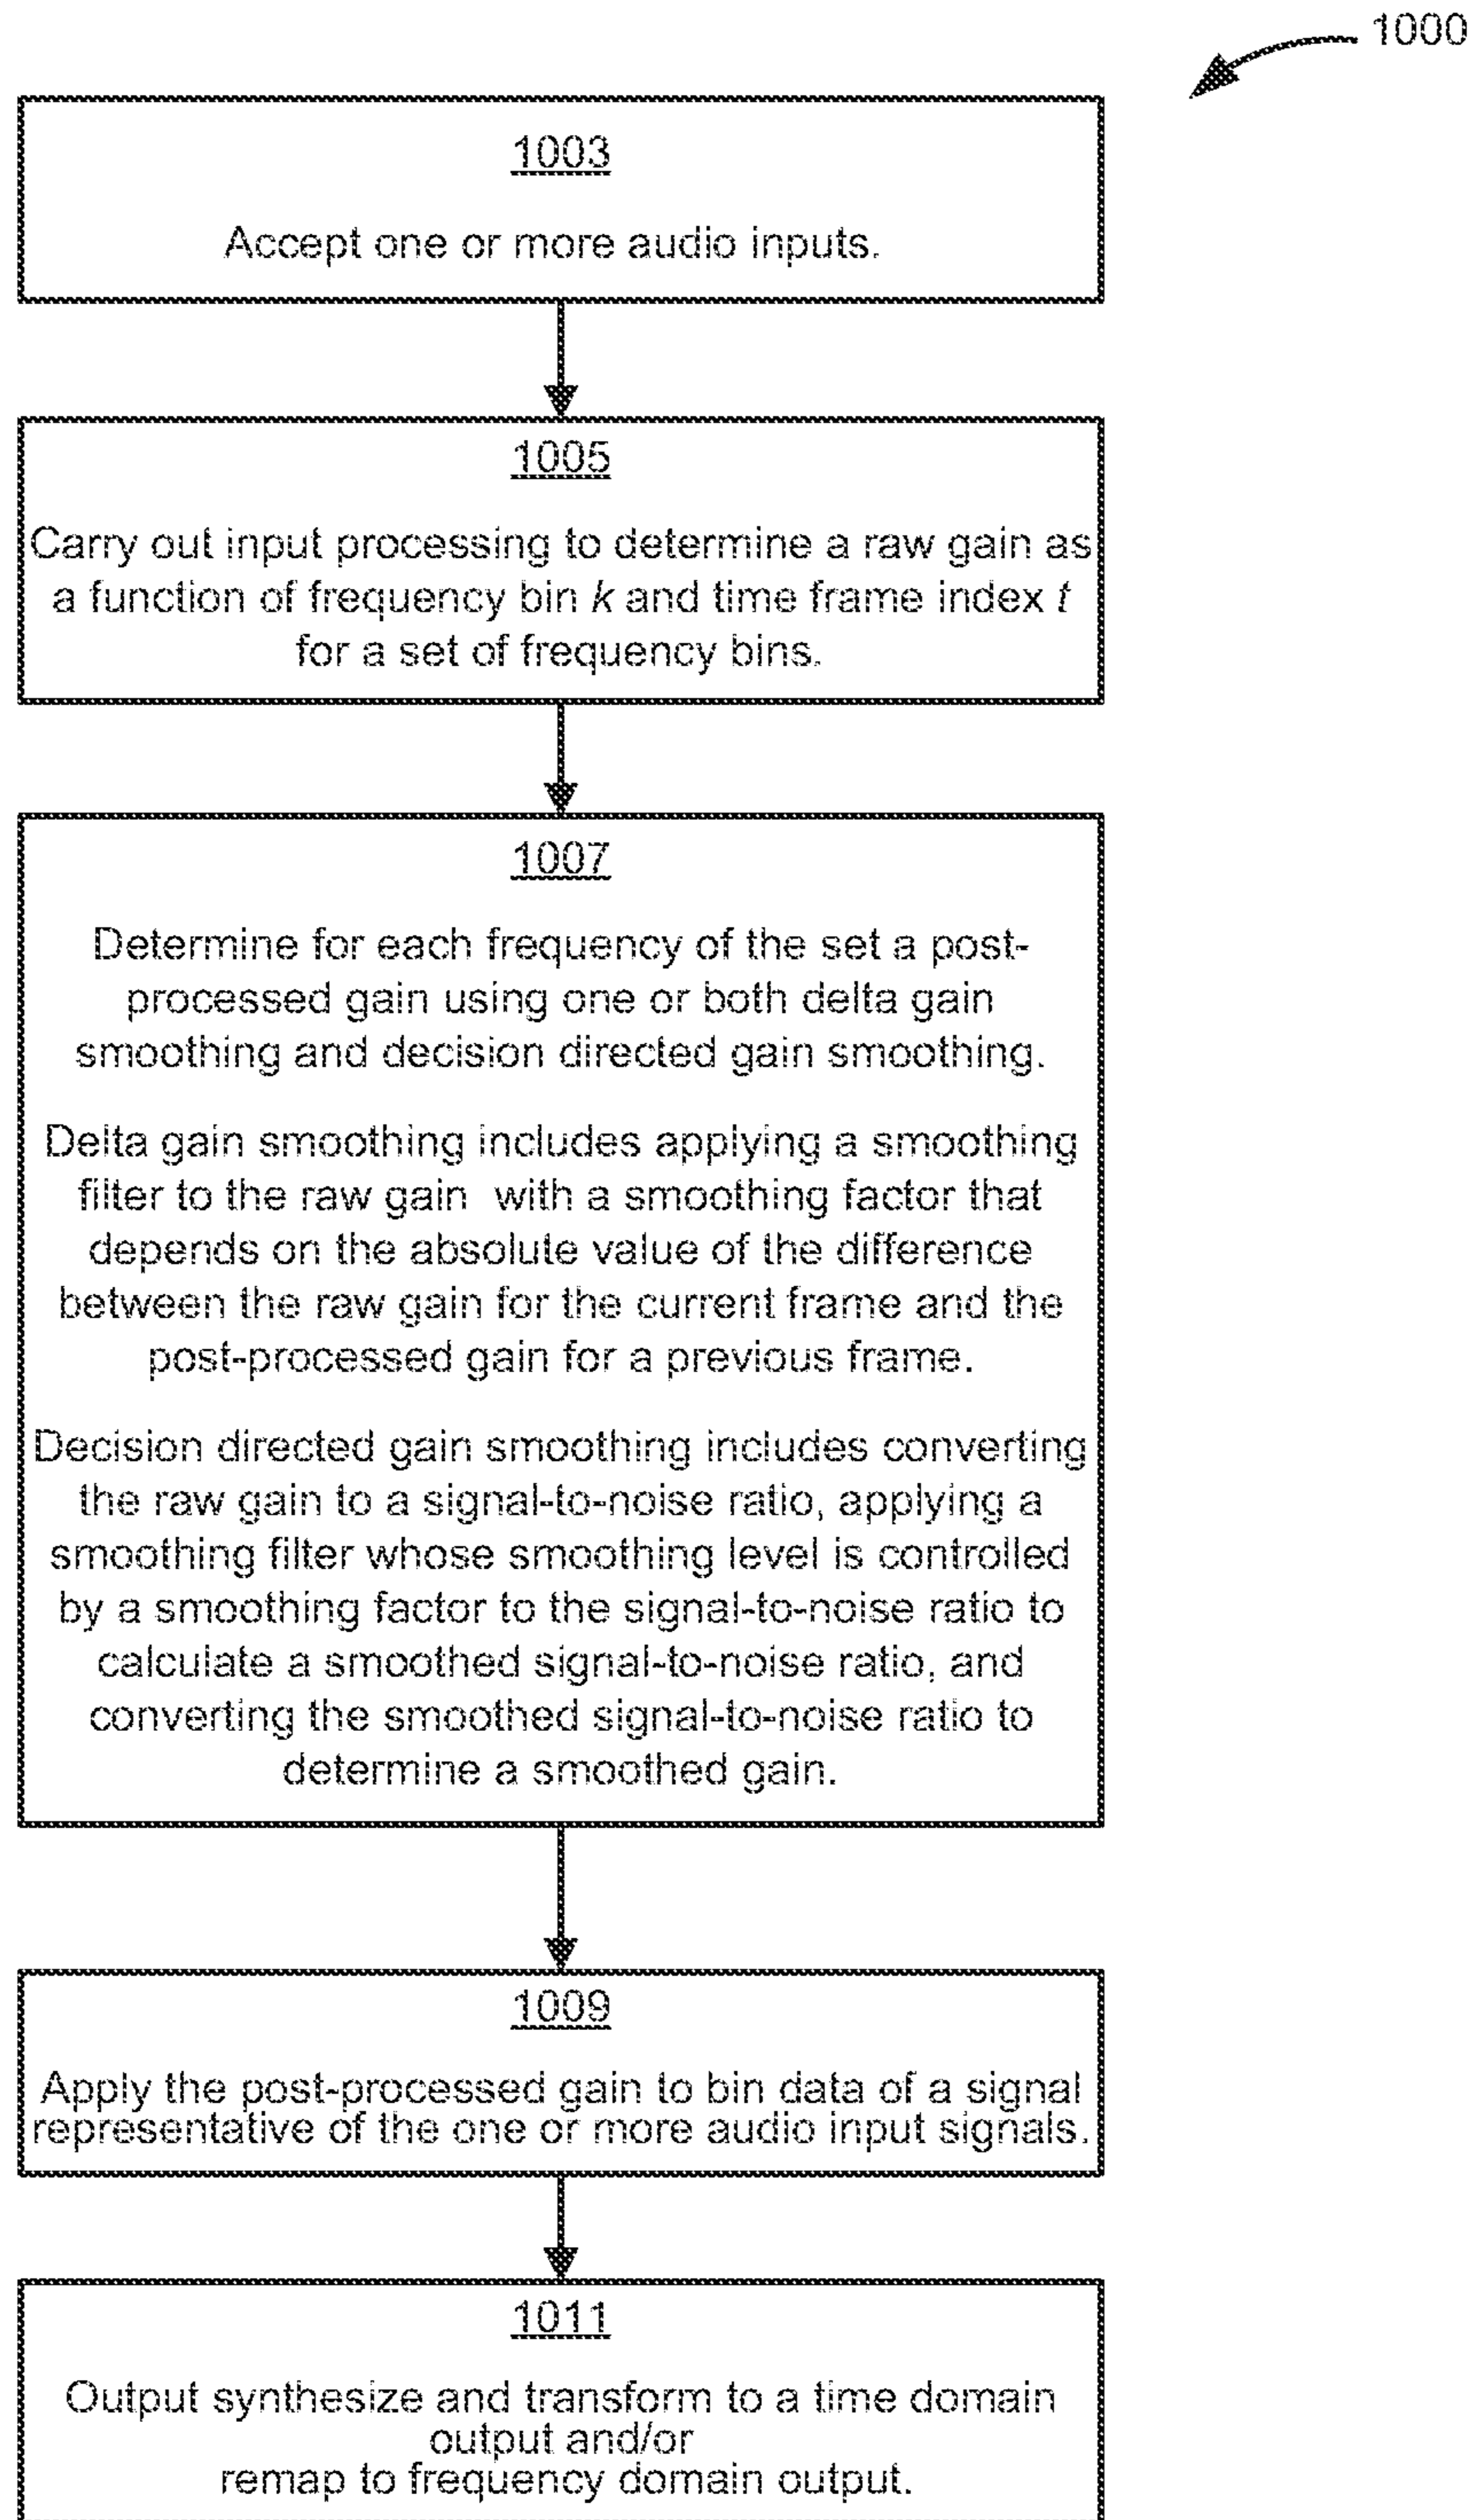 1000
1003
Accept one or more audio inputs.
1005
Carry out input processing to determine a raw gain as
a function of frequency bin k and time frame index t
for a set of frequency bins.
1007
Determine for each frequency of the set a post-
processed gain using one or both delta gain
smoothing and decision directed gain smoothing.
Delta gain smoothing includes applying a smoothing
filter to the raw gain with a smoothing factor that
depends on the absolute value of the difference
between the raw gain for the current frame and the
post-processed gain for a previous frame.
Decision directed gain smoothing includes converting
the raw gain to a signal-to-noise ratio, applying a
smoothing filter whose smoothing level is controlled
by a smoothing factor to the signal-to-noise ratio to
calculate a smoothed signal-to-noise ratio, and
converting the smoothed signal-to-noise ratio to
determine a smoothed gain.
1009
Apply the post-processed gain to bin data of a signal
representative of the one or more audio input signals.
1011
Output synthesize and transform to a time domain
output and/or
remap to frequency domain output.